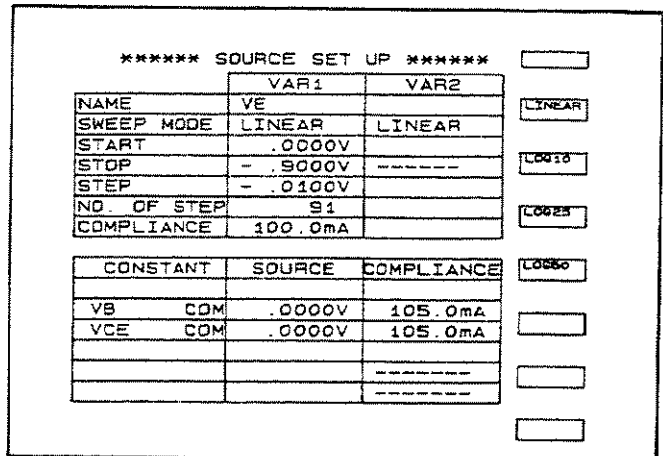 ****** SOURCE SET UP ******
VAR1 VAR2
NAME VE
SWEEP MODE LINEAR LINEAR
START .0000V
STOP - .9000V ------
STEP - .0100V
NO. OF STEP 91
COMPLIANCE 100.0mA
CONSTANT SOURCE COMPLIANCE
VB COM .0000V 105.0mA
VCE COM .0000V 105.0mA
-------
-------
LINEAR
LOG10
LOG25
LOG50